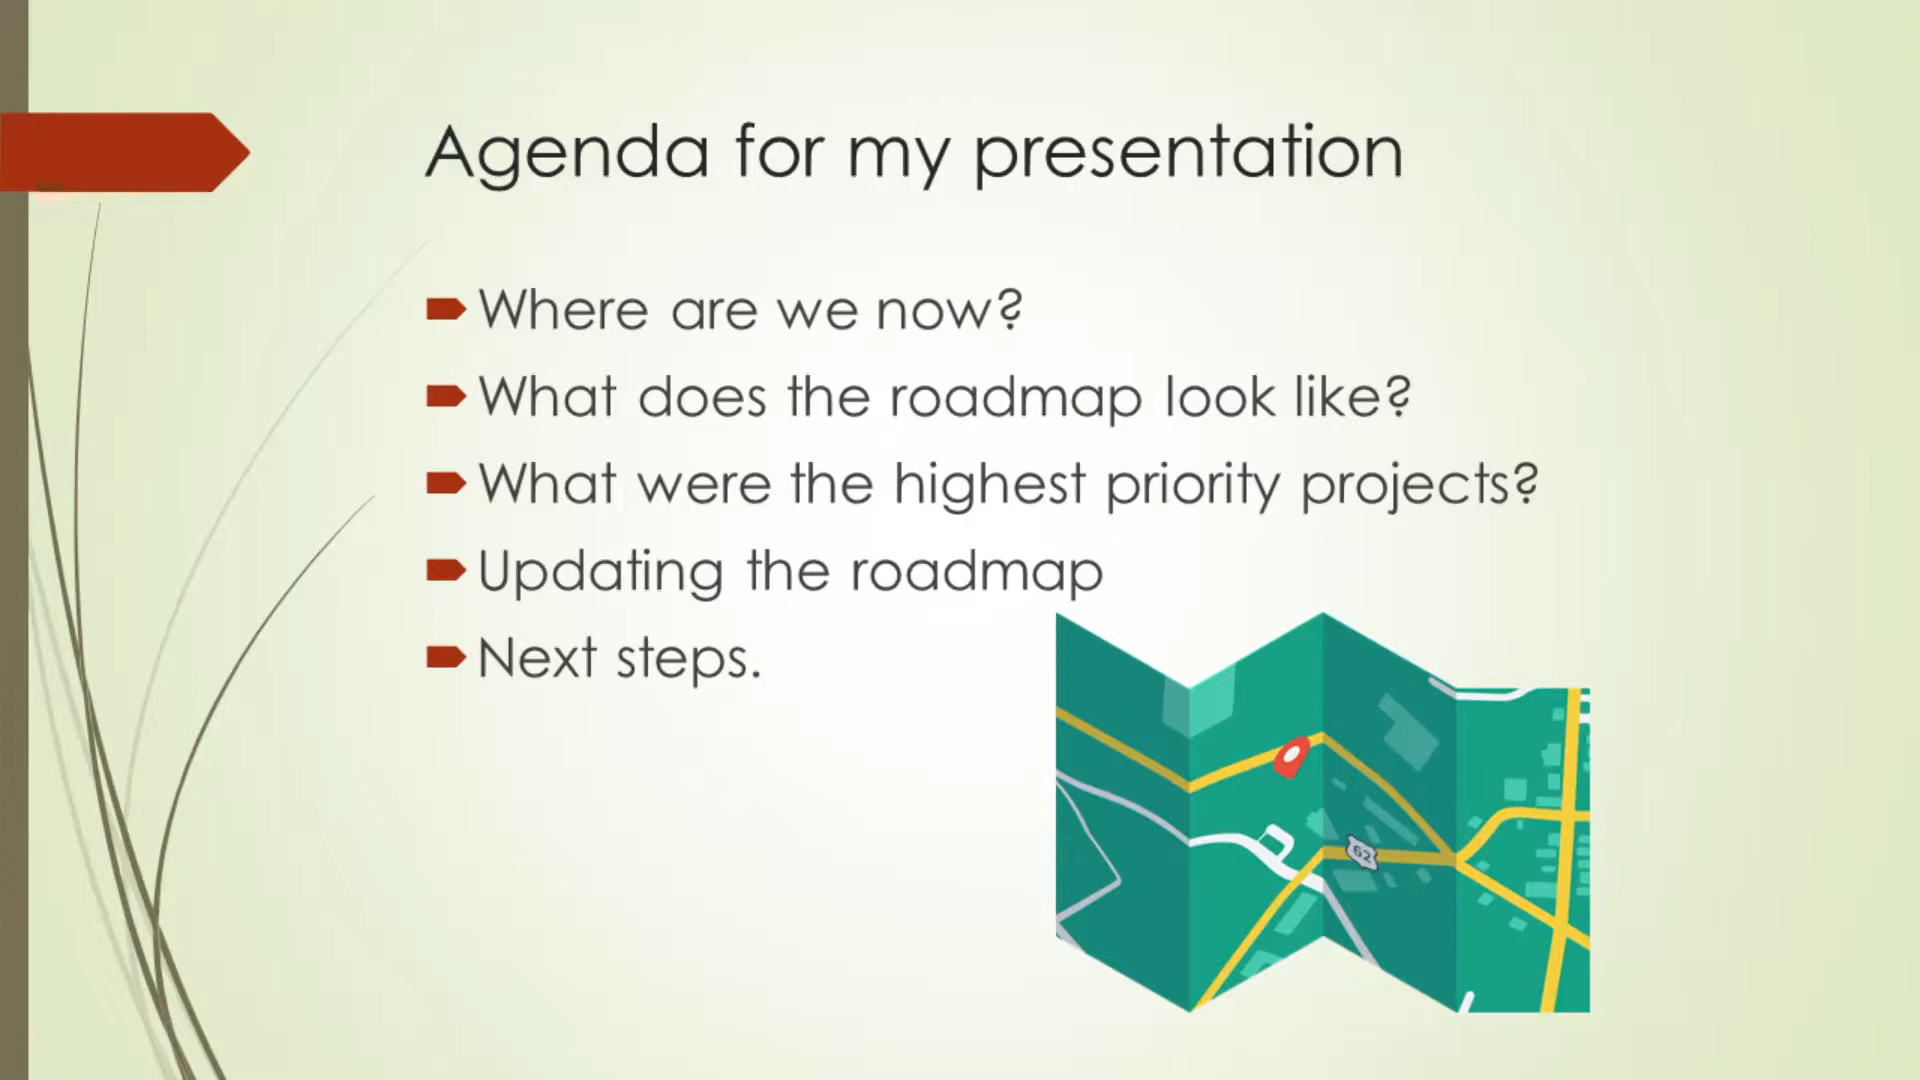 Agenda for my presentation
Where are we now?
What does the roadmap look like?
What were the highest priority projects?
Updating the roadmap
Next steps.
62